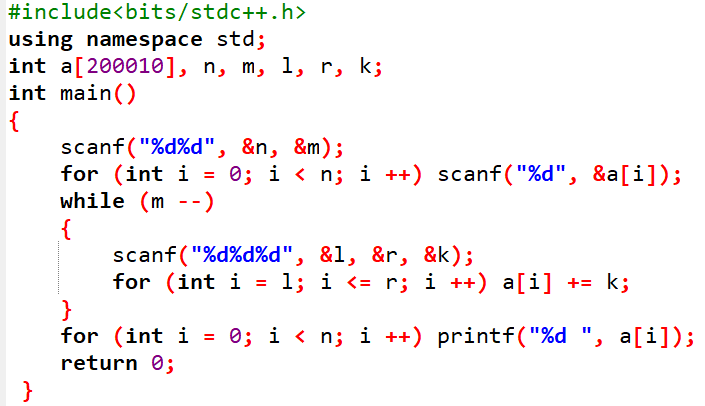 #include<bits/stdc++.h>
using namespace std;
int a[200010], n, m, l, r, k;
int main()
{
    scanf("%d%d", &n, &m);
    for (int i = 0; i < n; i ++) scanf("%d", &a[i]);
    while (m --)
    {
        scanf("%d%d%d", &l, &r, &k);
        for (int i = l; i <= r; i ++) a[i] += k;
    }
    for (int i = 0; i < n; i ++) printf("%d ", a[i]);
    return 0;
 }